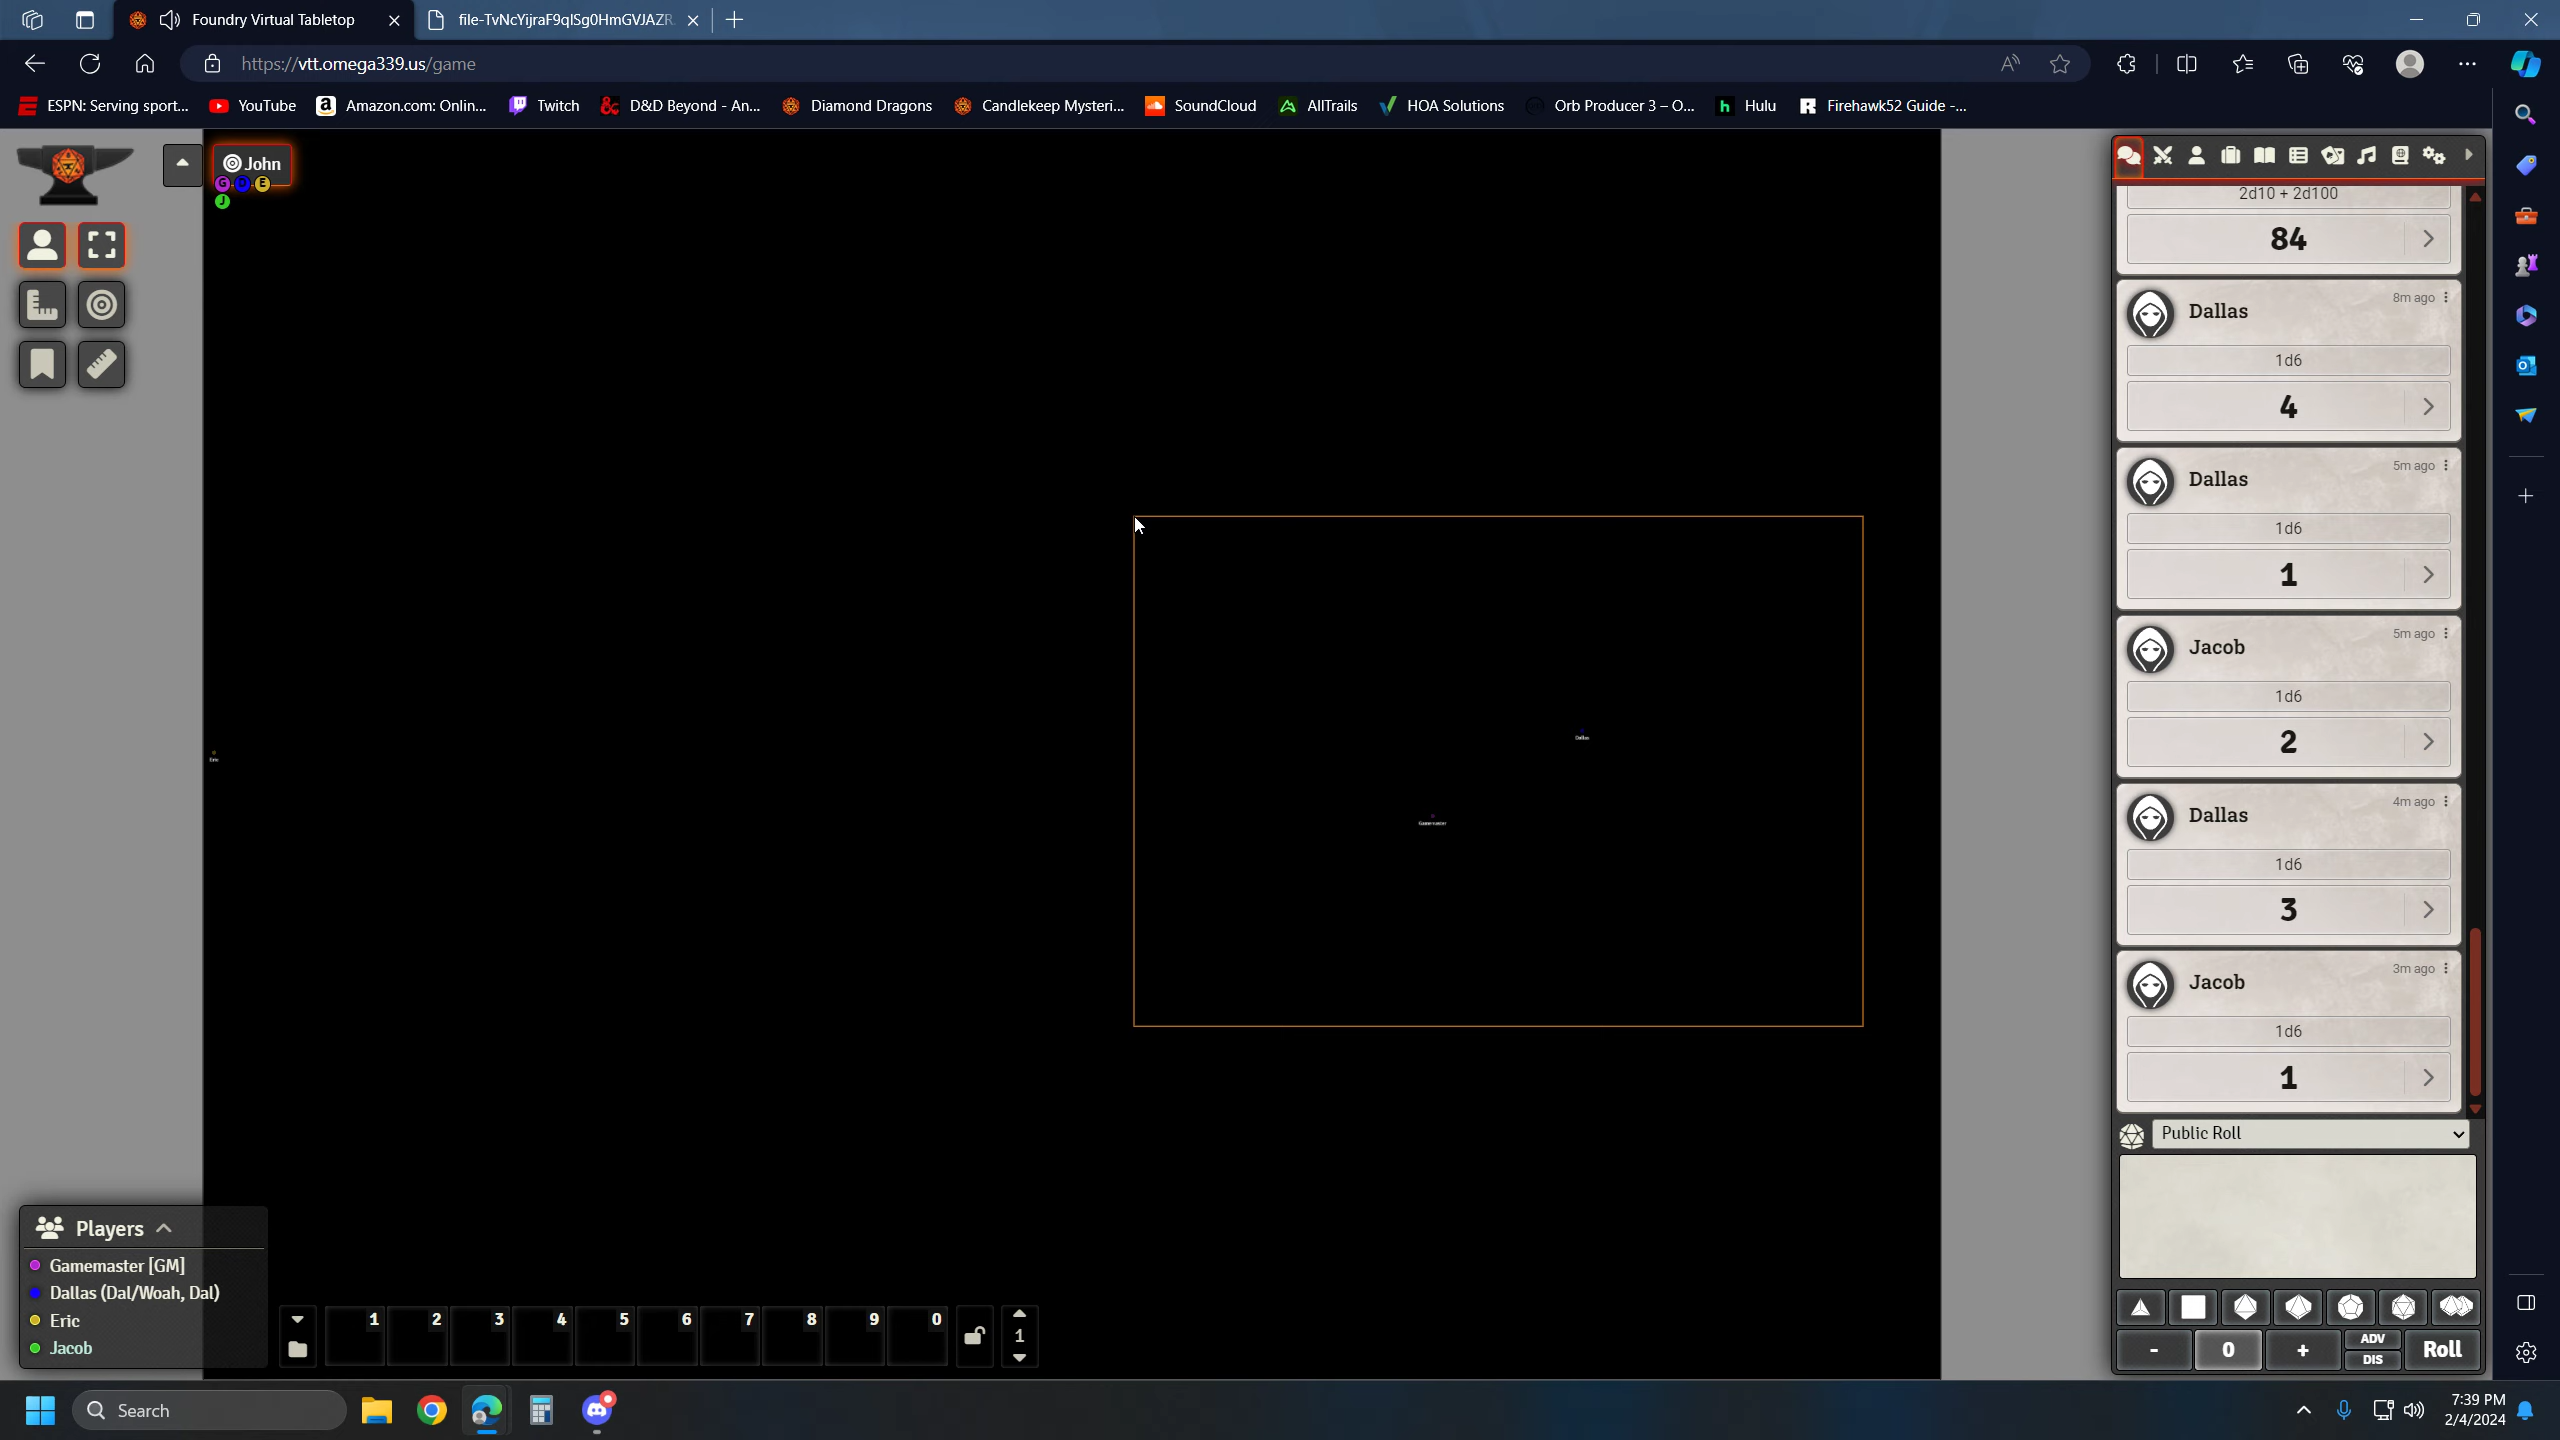 Foundry Virtual Tabletop
file-TvNcYijraF9qlSg0HmGVJAZR
https://vtt.omega339.us/game
ESPN: Serving sport...
YouTube
Amazon.com: Onlin...
Twitch
D&D Beyond - An...
Diamond Dragons
Candlekeep Mysteri...
SoundCloud
AllTrails
HOA Solutions
Orb Producer 3 – O...
Hulu
Firehawk52 Guide -...
John
G D E
J
2d10 + 2d100
84
Dallas
8m ago
1d6
4
Dallas
5m ago
1d6
1
Jacob
5m ago
1d6
2
Dallas
4m ago
1d6
3
Jacob
3m ago
1d6
1
Dallas
Eric
Gamemaster
Public Roll
Players
Gamemaster [GM]
Dallas (Dal/Woah, Dal)
Eric
Jacob
1 2 3 4 5 6 7 8 9 0
1
- 0 + ADV DIS Roll
Search
7:39 PM
2/4/2024